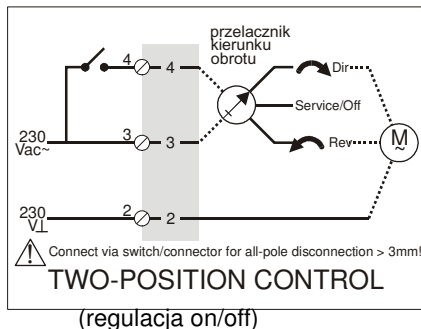 przelacznik
kierunku
obrotu
4 4 Dir
Service/Off
230
Vac~
3 3 Rev
M
~
230
V⊥
2 2
! Connect via switch/connector for all-pole disconnection > 3mm!
TWO-POSITION CONTROL
(regulacja on/off)